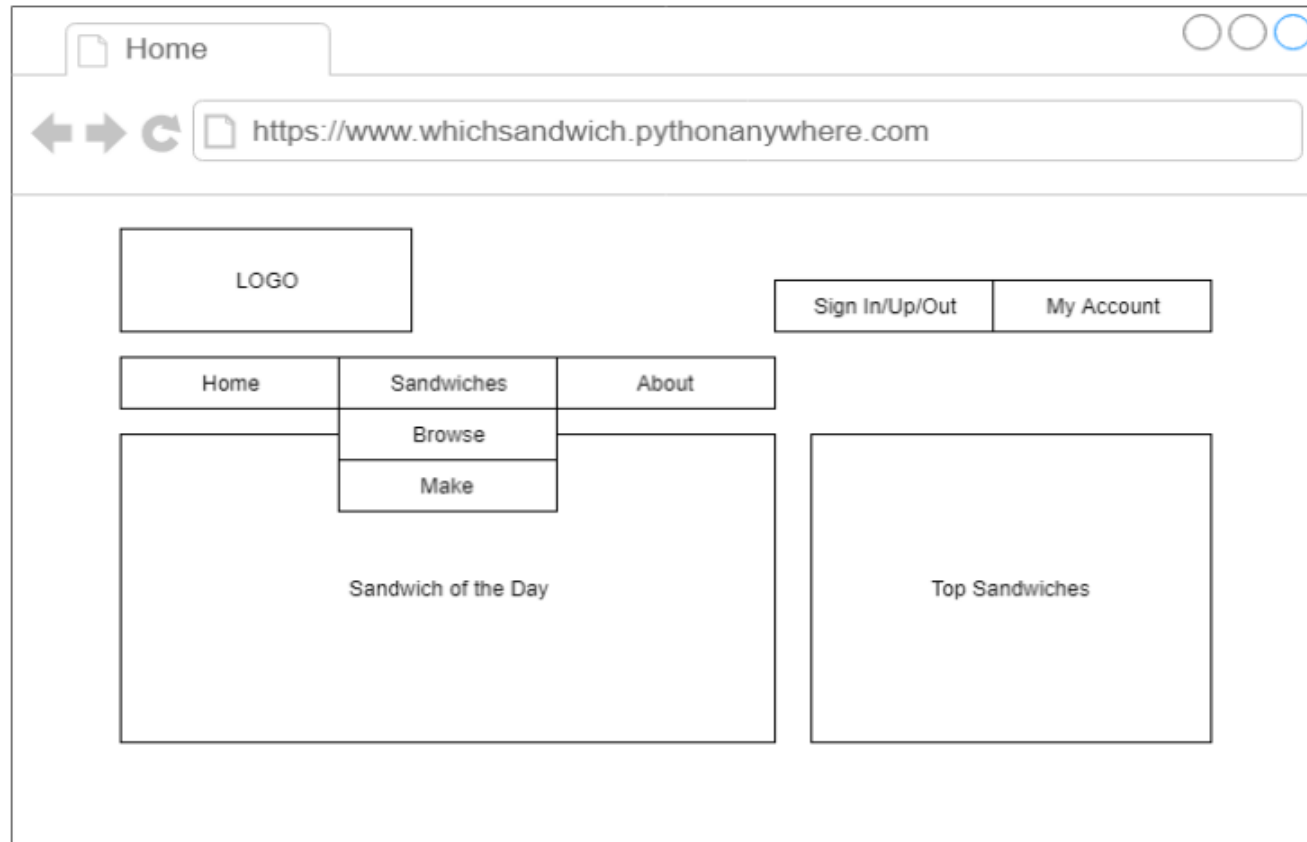 Home
https://www.whichsandwich.pythonanywhere.com
LOGO
Sign In/Up/Out
My Account
Home
Sandwiches
About
Browse
Make
Sandwich of the Day
Top Sandwiches